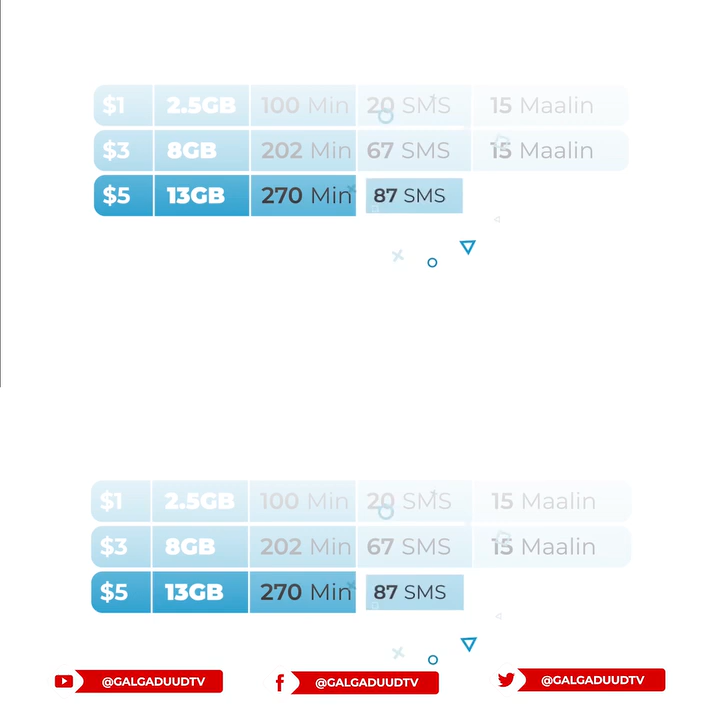 $1 2.5GB 100 Min 20 SMS 15 Maalin
$3 8GB 202 Min 67 SMS 15 Maalin
$5 13GB 270 Min 87 SMS
$1 2.5GB 100 Min 20 SMS 15 Maalin
$3 8GB 202 Min 67 SMS 15 Maalin
$5 13GB 270 Min 87 SMS
@GALGADUUDTV @GALGADUUDTV @GALGADUUDTV